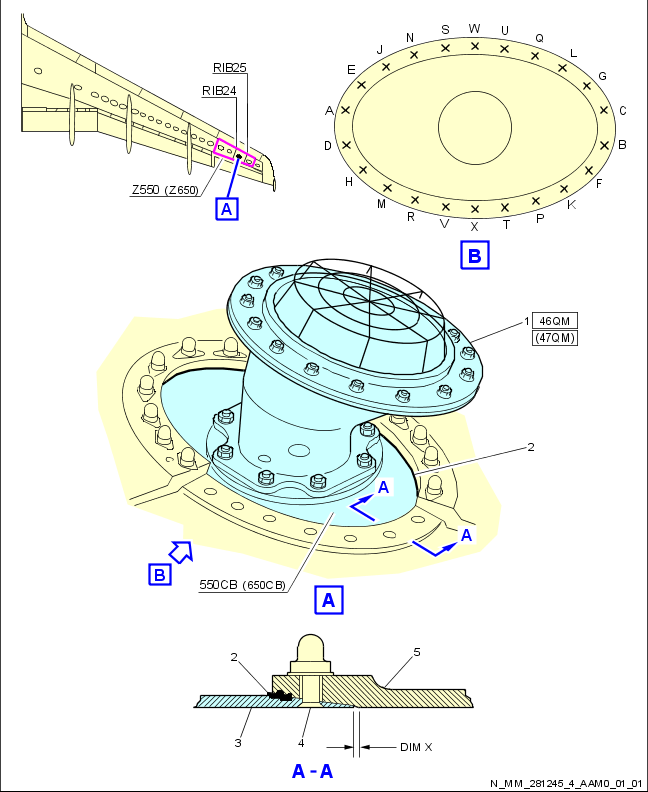 RIB25
RIB24
Z550 (Z650)
A
W
S U
N Q
J L
E G
A C
D B
H F
M K
R P
V T
X
B
1 46QM
(47QM)
2
A
A
B
550CB (650CB)
A
2 5
3 4 DIM X
A-A
N_MM_281245_4_AAM0_01_01